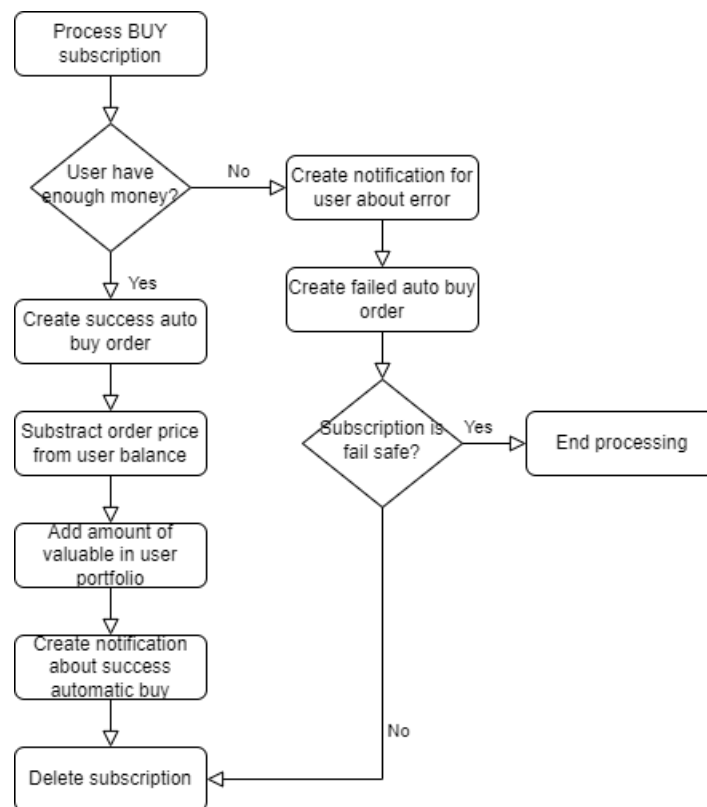 Process BUY
subscription
User have
enough money?
No
Create notification for
user about error
Yes
Create failed auto buy
order
Create success auto
buy order
Subscription is
fail safe?
Yes
End processing
Substract order price
from user balance
Add amount of
valuable in user
portfolio
Create notification
about success
automatic buy
No
Delete subscription